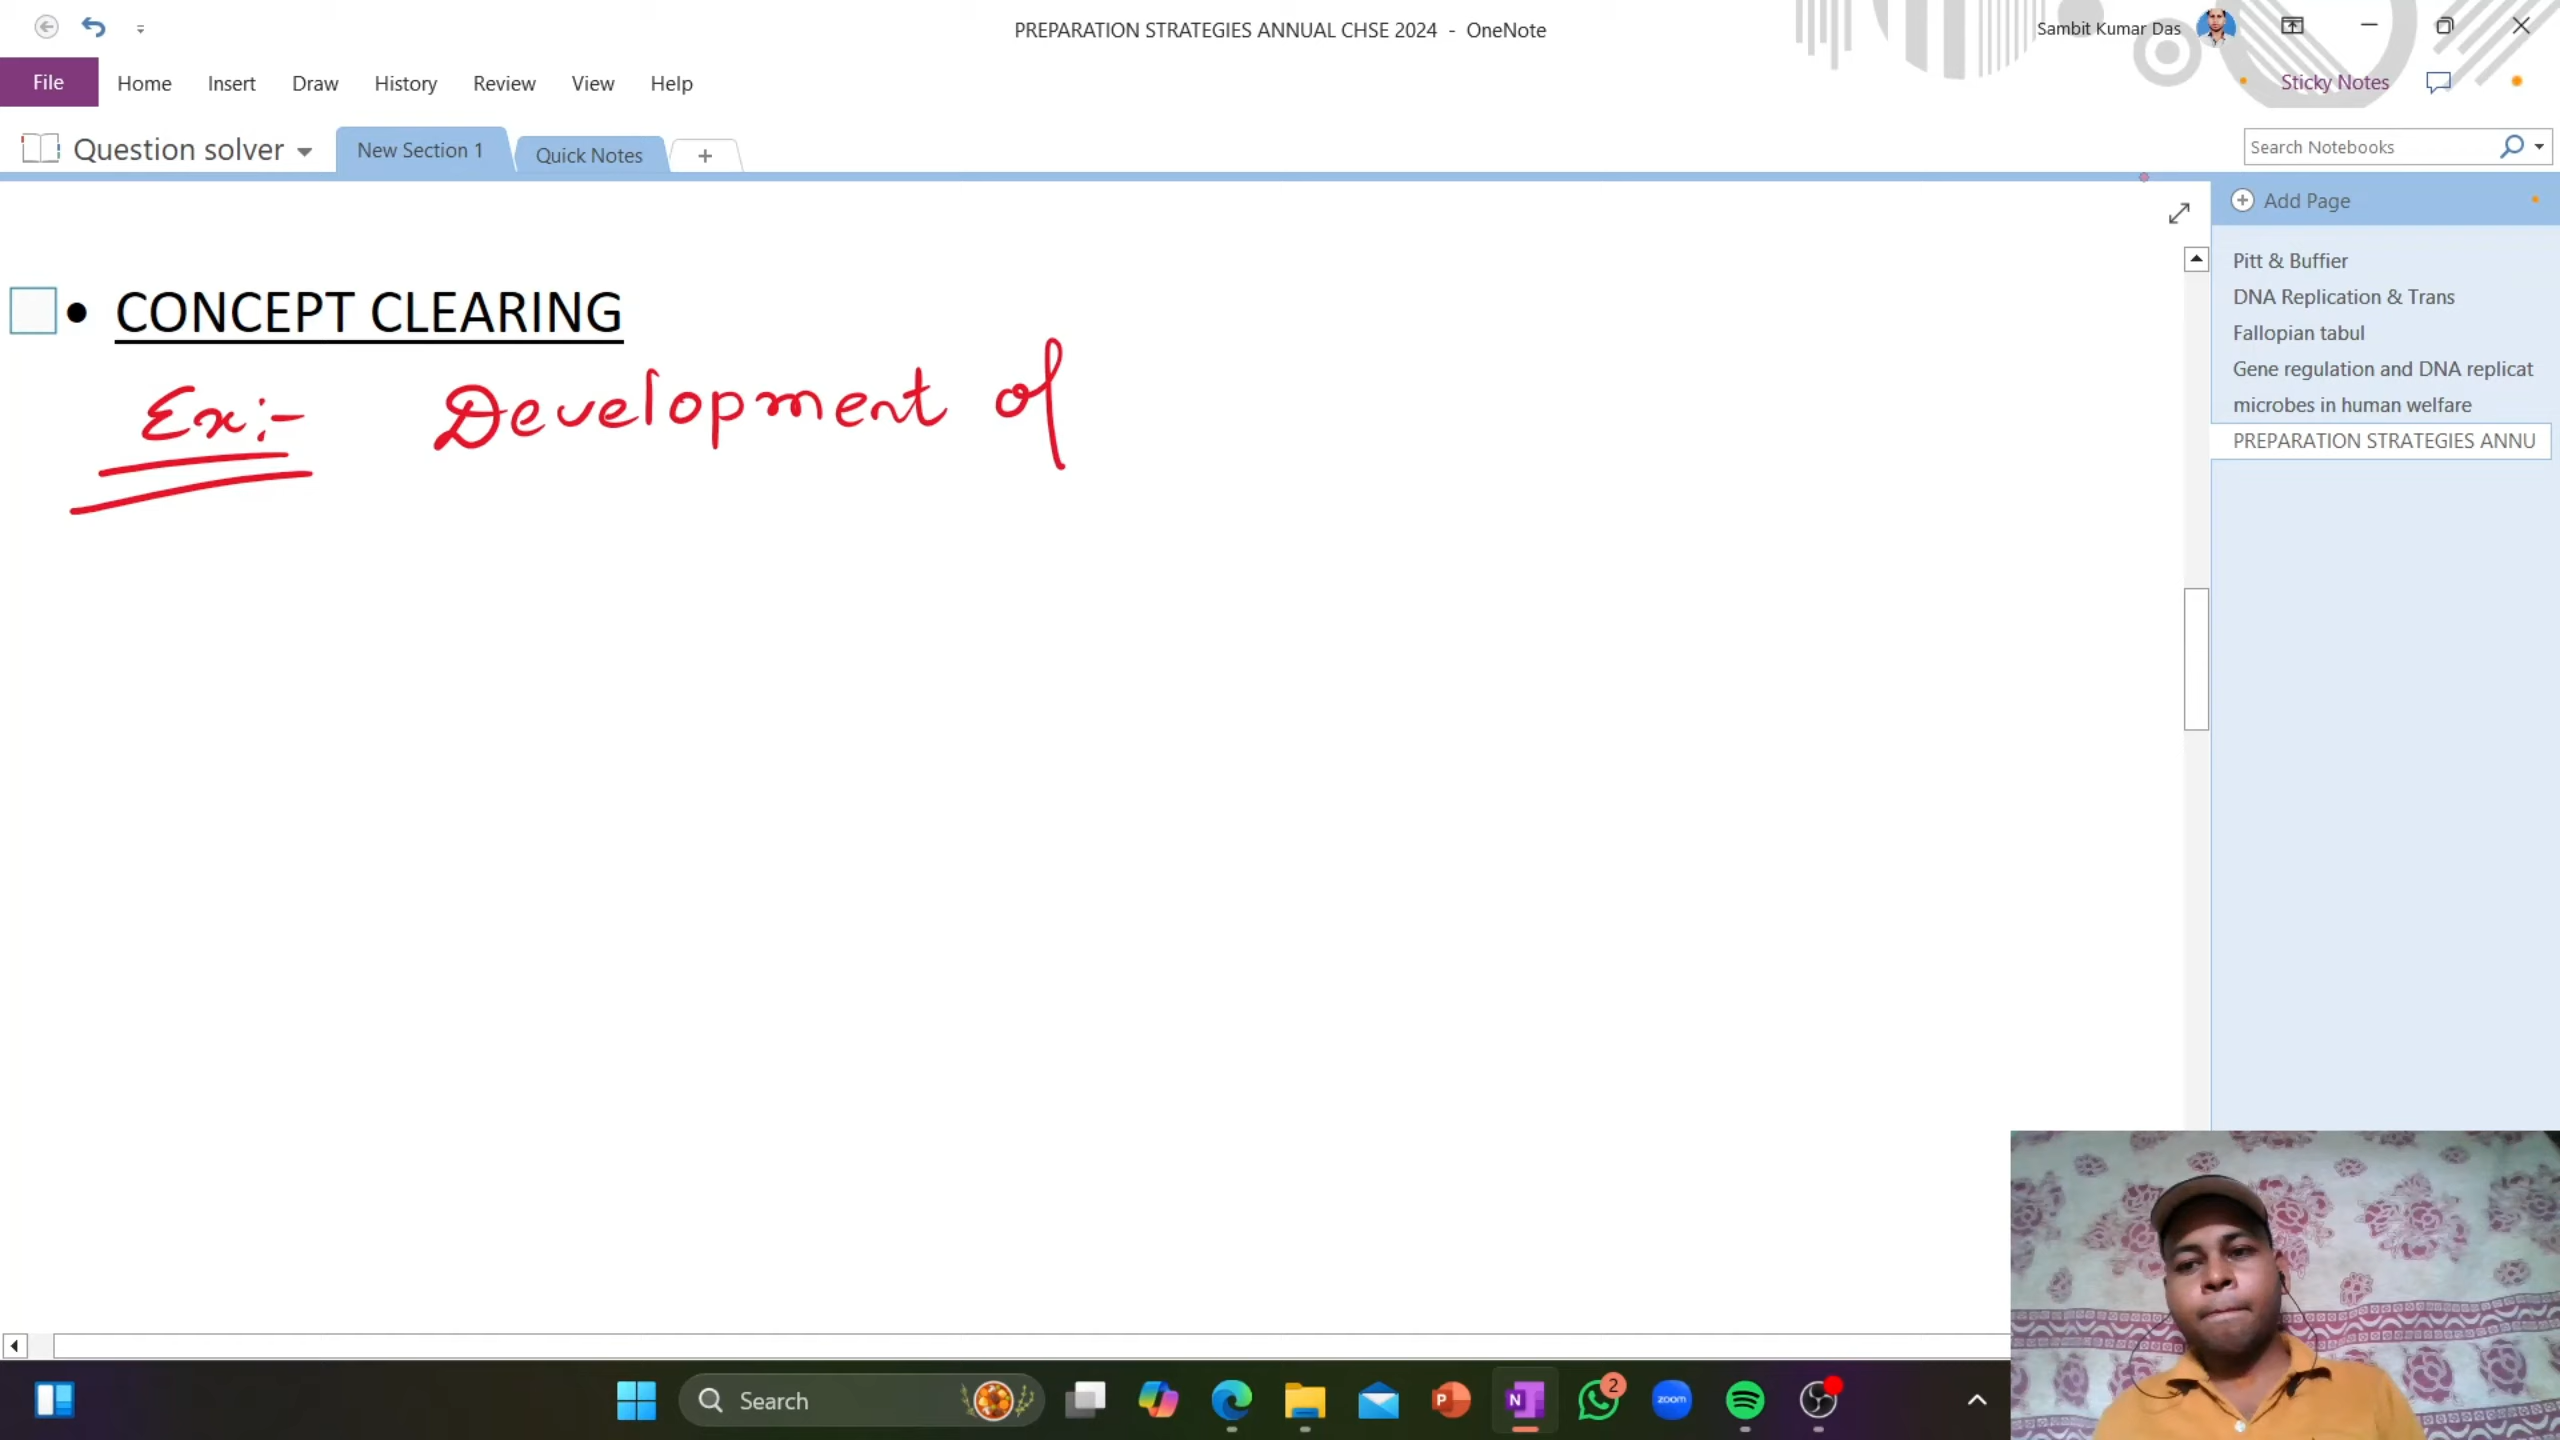 PREPARATION STRATEGIES ANNUAL CHSE 2024 - OneNote
Sambit Kumar Das
File Home Insert Draw History Review View Help
Sticky Notes
Question solver
New Section 1
Quick Notes
Search Notebooks
Add Page
Pitt & Buffier
DNA Replication & Trans
Fallopian tabul
Gene regulation and DNA replicat
microbes in human welfare
PREPARATION STRATEGIES ANNU
• CONCEPT CLEARING
Ex:- Development of
Search
P
N
2
zoom